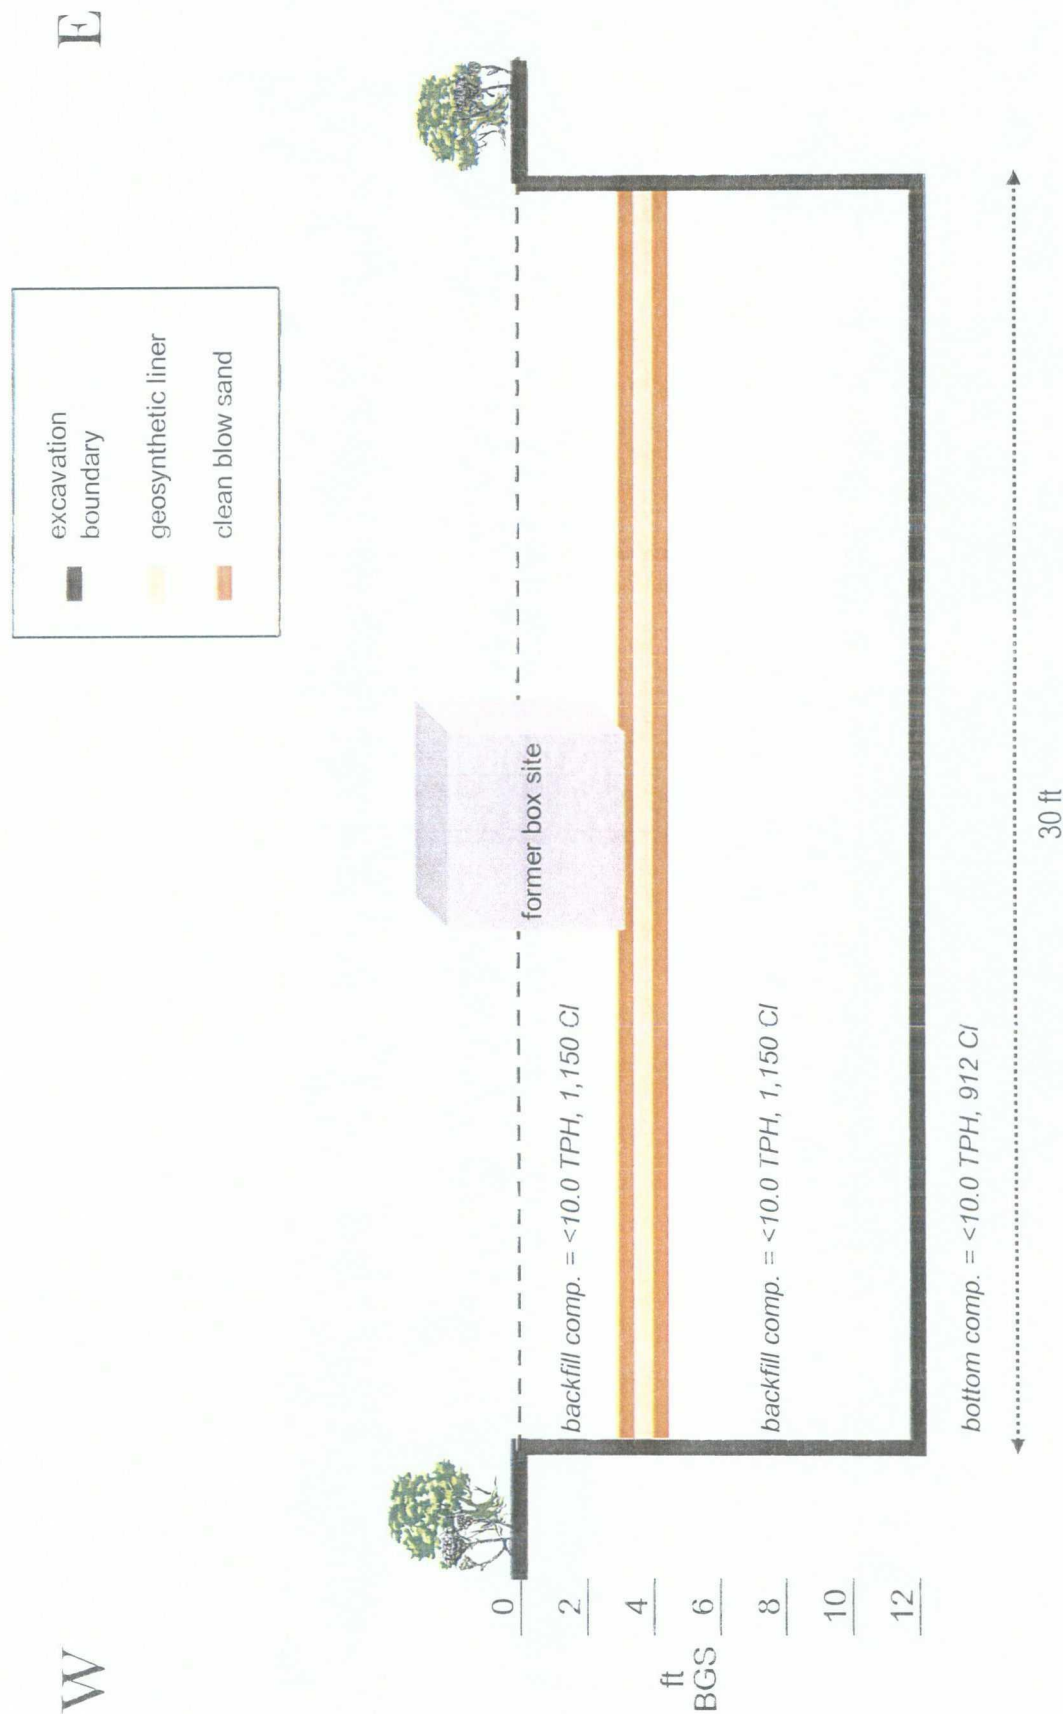 W
E
excavation
boundary
geosynthetic liner
clean blow sand
former box site
0
2
4
6
8
10
12
ft
BGS
backfill comp. = <10.0 TPH, 1,150 Cl
backfill comp. = <10.0 TPH, 1,150 Cl
bottom comp. = <10.0 TPH, 912 Cl
30 ft